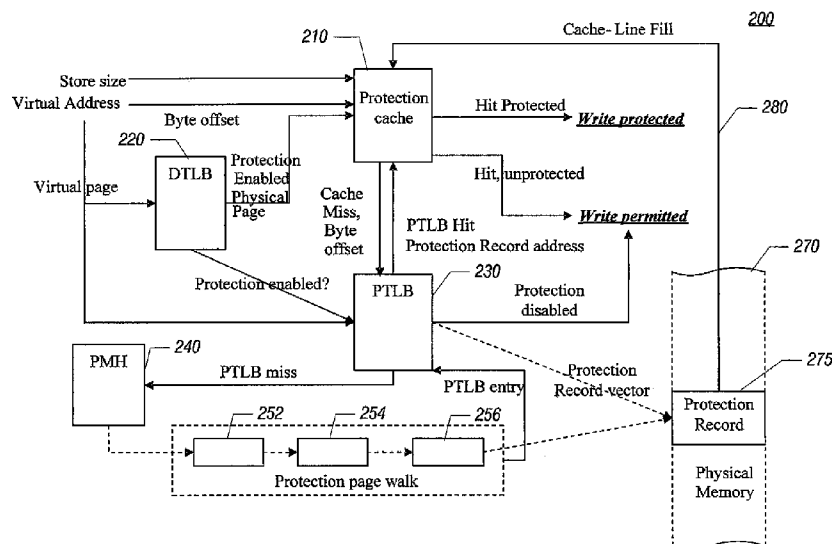 200
Cache- Line Fill
210
Store size
Virtual Address
Byte offset
Protection
cache
Hit Protected
Write protected
280
220
DTLB
Protection
Enabled
Physical
Page
Virtual page
Hit, unprotected
Write permitted
Cache
Miss,
Byte
offset
PTLB Hit
Protection Record address
270
Protection enabled?
230
PTLB
Protection
disabled
240
PMH
PTLB miss
PTLB entry
Protection
Record vector
275
Protection
Record
252
254
256
Protection page walk
Physical
Memory